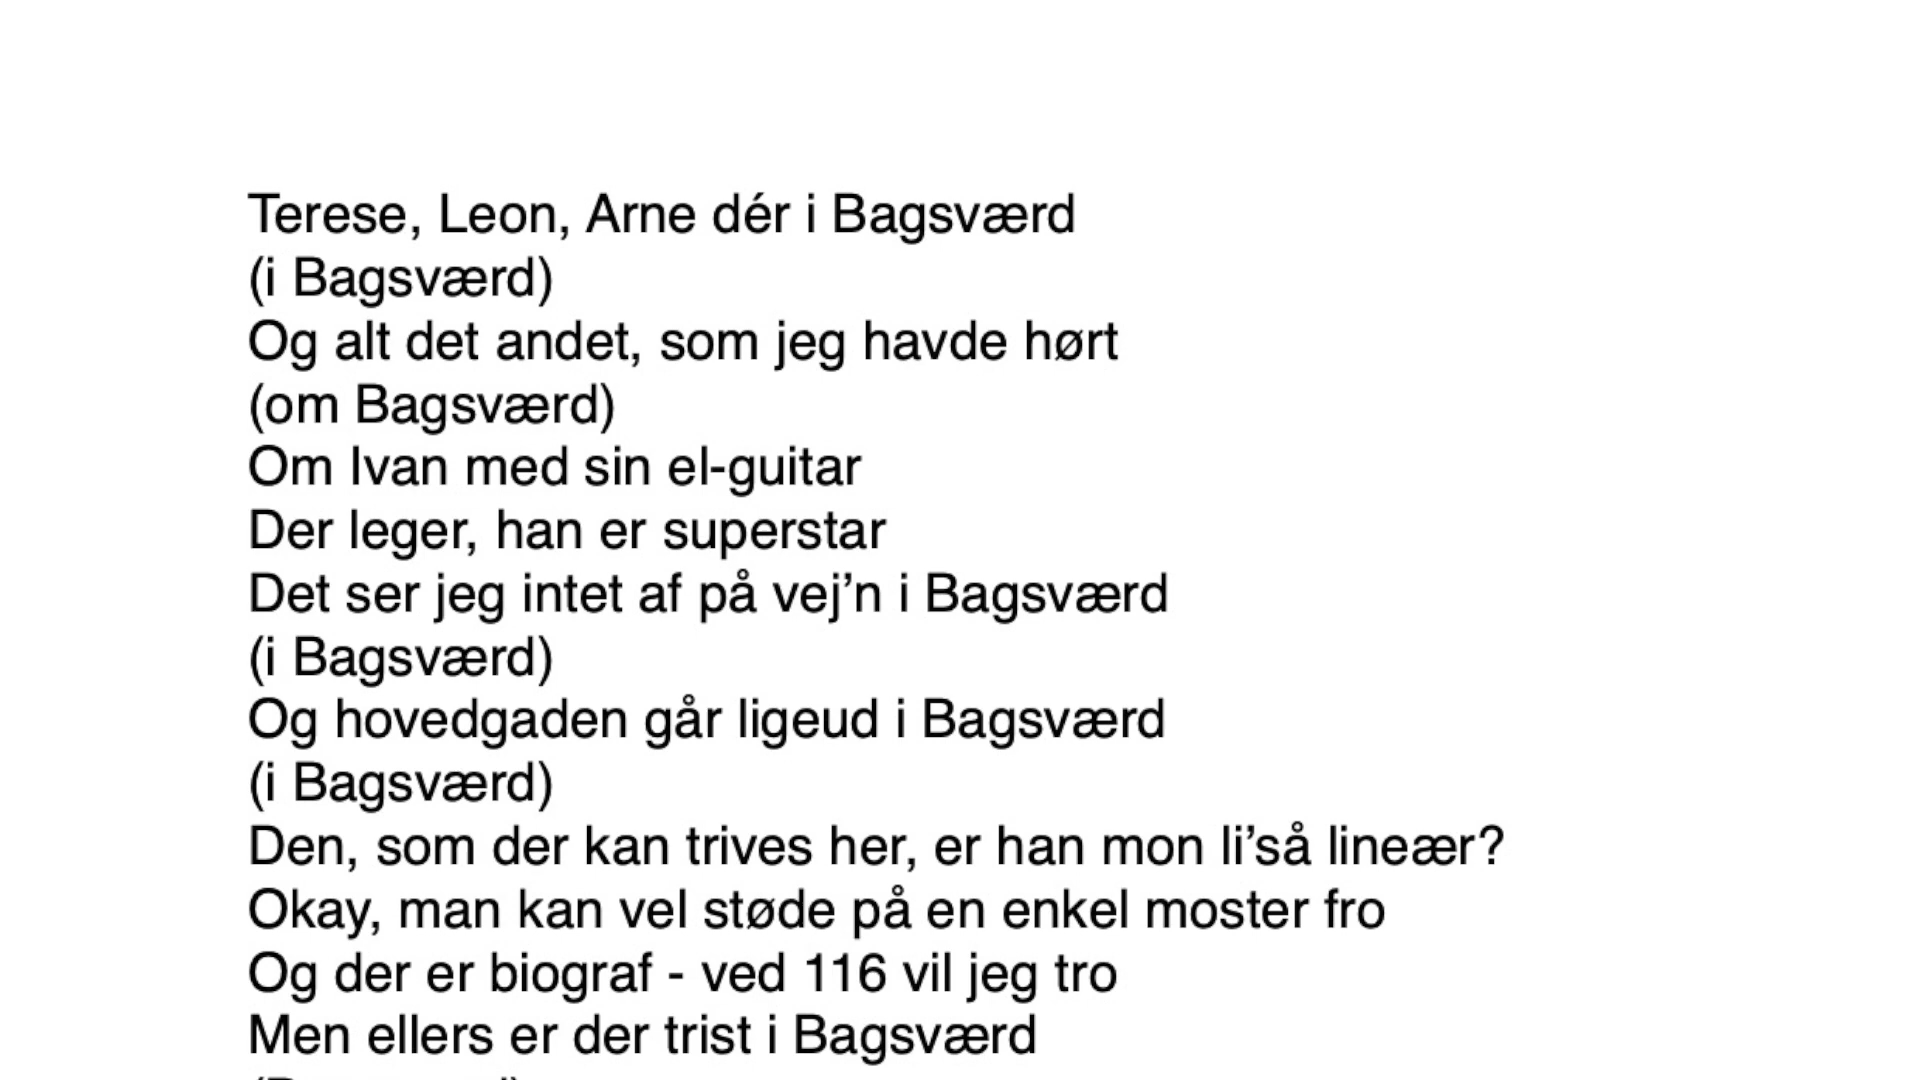 Terese, Leon, Arne dér i Bagsværd
(i Bagsværd)
Og alt det andet, som jeg havde hørt
(om Bagsværd)
Om Ivan med sin el-guitar
Der leger, han er superstar
Det ser jeg intet af på vej’n i Bagsværd
(i Bagsværd)
Og hovedgaden går ligeud i Bagsværd
(i Bagsværd)
Den, som der kan trives her, er han mon li’så lineær?
Okay, man kan vel støde på en enkel moster fro
Og der er biograf - ved 116 vil jeg tro
Men ellers er der trist i Bagsværd